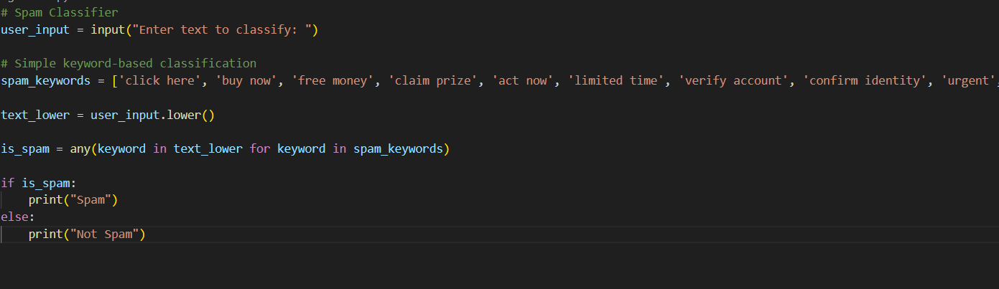 # Spam Classifier
user_input = input("Enter text to classify: ")
# Simple keyword-based classification
spam_keywords = ['click here', 'buy now', 'free money', 'claim prize', 'act now', 'limited time', 'verify account', 'confirm identity', 'urgent',
text_lower = user_input.lower()
is_spam = any(keyword in text_lower for keyword in spam_keywords)
if is_spam:
    print("Spam")
else:
    print("Not Spam")